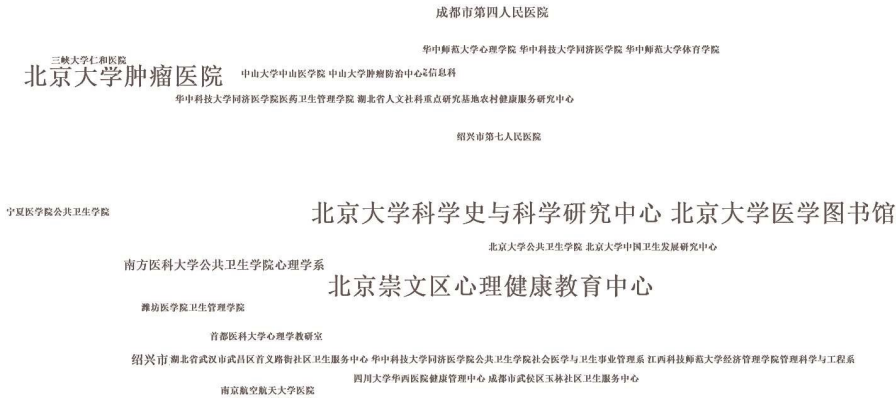 成都市第四人民医院
华中师范大学心理学院 华中科技大学同济医学院 华中师范大学体育学院
三峡大学仁和医院
北京大学肿瘤医院
中山大学中山医学院 中山大学肿瘤防治中心 信息科
华中科技大学同济医学院医药卫生管理学院 湖北省人文社科重点研究基地农村健康服务研究中心
绍兴市第七人民医院
宁夏医学院公共卫生学院
北京大学科学史与科学研究中心 北京大学医学图书馆
北京大学公共卫生学院 北京大学中国卫生发展研究中心
南方医科大学公共卫生学院心理学系
北京崇文区心理健康教育中心
潍坊医学院卫生管理学院
首都医科大学心理学教研室
绍兴市 湖北省武汉市武昌区首义路街社区卫生服务中心 华中科技大学同济医学院公共卫生学院社会医学与卫生事业管理系 江西科技师范大学经济管理学院管理科学与工程系
四川大学华西医院健康管理中心 成都市武侯区玉林社区卫生服务中心
南京航空航天大学医院